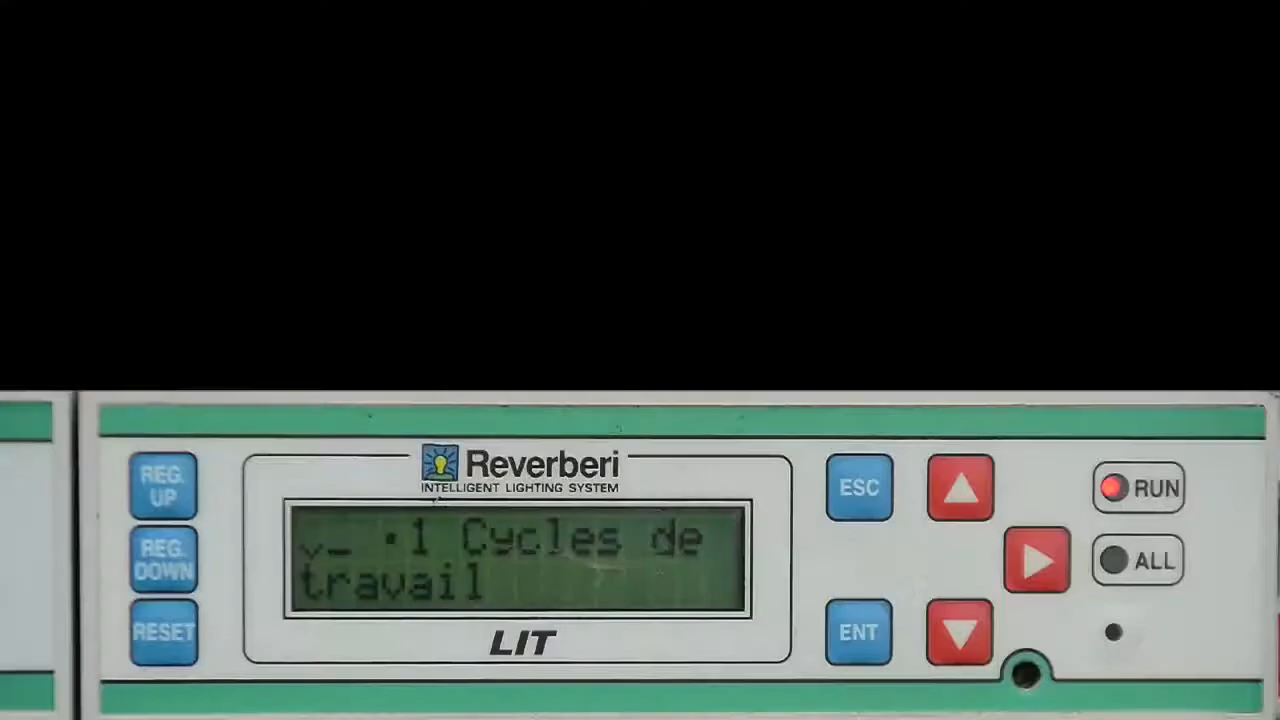 REG. UP
REG. DOWN
RESET
Reverberi
INTELLIGENT LIGHTING SYSTEM
1 Cycles de
travail
LIT
ESC
ENT
RUN
ALL